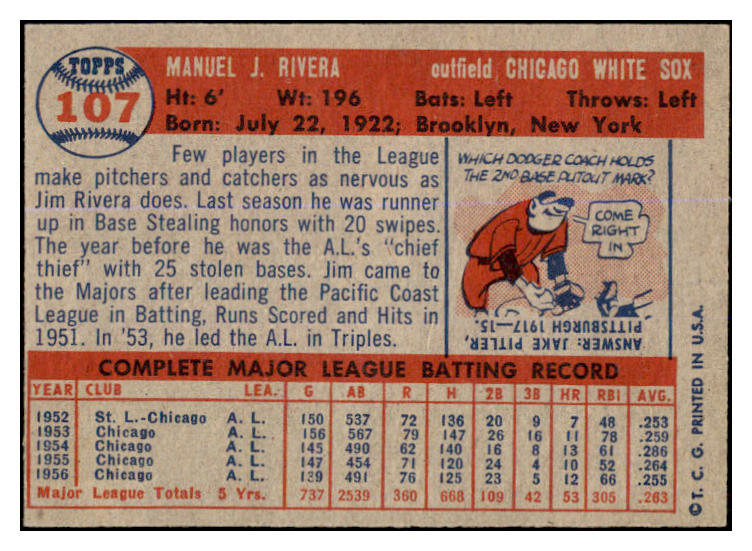 TOPPS
107
MANUEL J. RIVERA outfield CHICAGO WHITE SOX
Ht: 6' Wt: 196 Bats: Left Throws: Left
Born: July 22, 1922; Brooklyn, New York
Few players in the League
make pitchers and catchers as nervous as
Jim Rivera does. Last season he was runner
up in Base Stealing honors with 20 swipes.
The year before he was the A.L.'s “chief
thief” with 25 stolen bases. Jim came to
the Majors after leading the Pacific Coast
League in Batting, Runs Scored and Hits in
1951. In '53, he led the A.L. in Triples.
WHICH DODGER COACH HOLDS
THE 2ND BASE PUTOUT MARK?
COME
RIGHT
IN
ANSWER: JAKE PITLER,
PITTSBURGH 1917—15.
COMPLETE MAJOR LEAGUE BATTING RECORD
YEAR CLUB LEA. G AB R H 2B 3B HR RBI AVG.
1952 St. L.-Chicago A. L. 150 537 72 136 20 9 7 48 .253
1953 Chicago A. L. 156 567 79 147 26 16 11 78 .259
1954 Chicago A. L. 145 490 62 140 16 8 13 61 .286
1955 Chicago A. L. 147 454 71 120 24 4 10 52 .264
1956 Chicago A. L. 139 491 76 125 23 5 12 66 .255
Major League Totals 5 Yrs. 737 2539 360 668 109 42 53 305 .263
©T. C. G. PRINTED IN U.S.A.